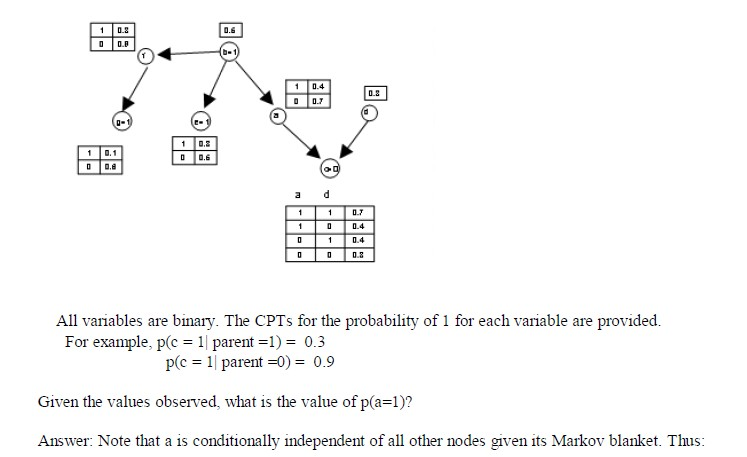 1 0.2
0 0.8
0.6
f
b=1
1 0.4
0 0.7
0.2
a
d
g=1
e=1
1 0.1
0 0.6
1 0.2
0 0.6
a d
1 1 0.7
1 0 0.4
0 1 0.4
0 0 0.2
All variables are binary. The CPTs for the probability of 1 for each variable are provided.
For example, p(c = 1| parent =1) = 0.3
p(c = 1| parent =0) = 0.9
Given the values observed, what is the value of p(a=1)?
Answer: Note that a is conditionally independent of all other nodes given its Markov blanket. Thus: